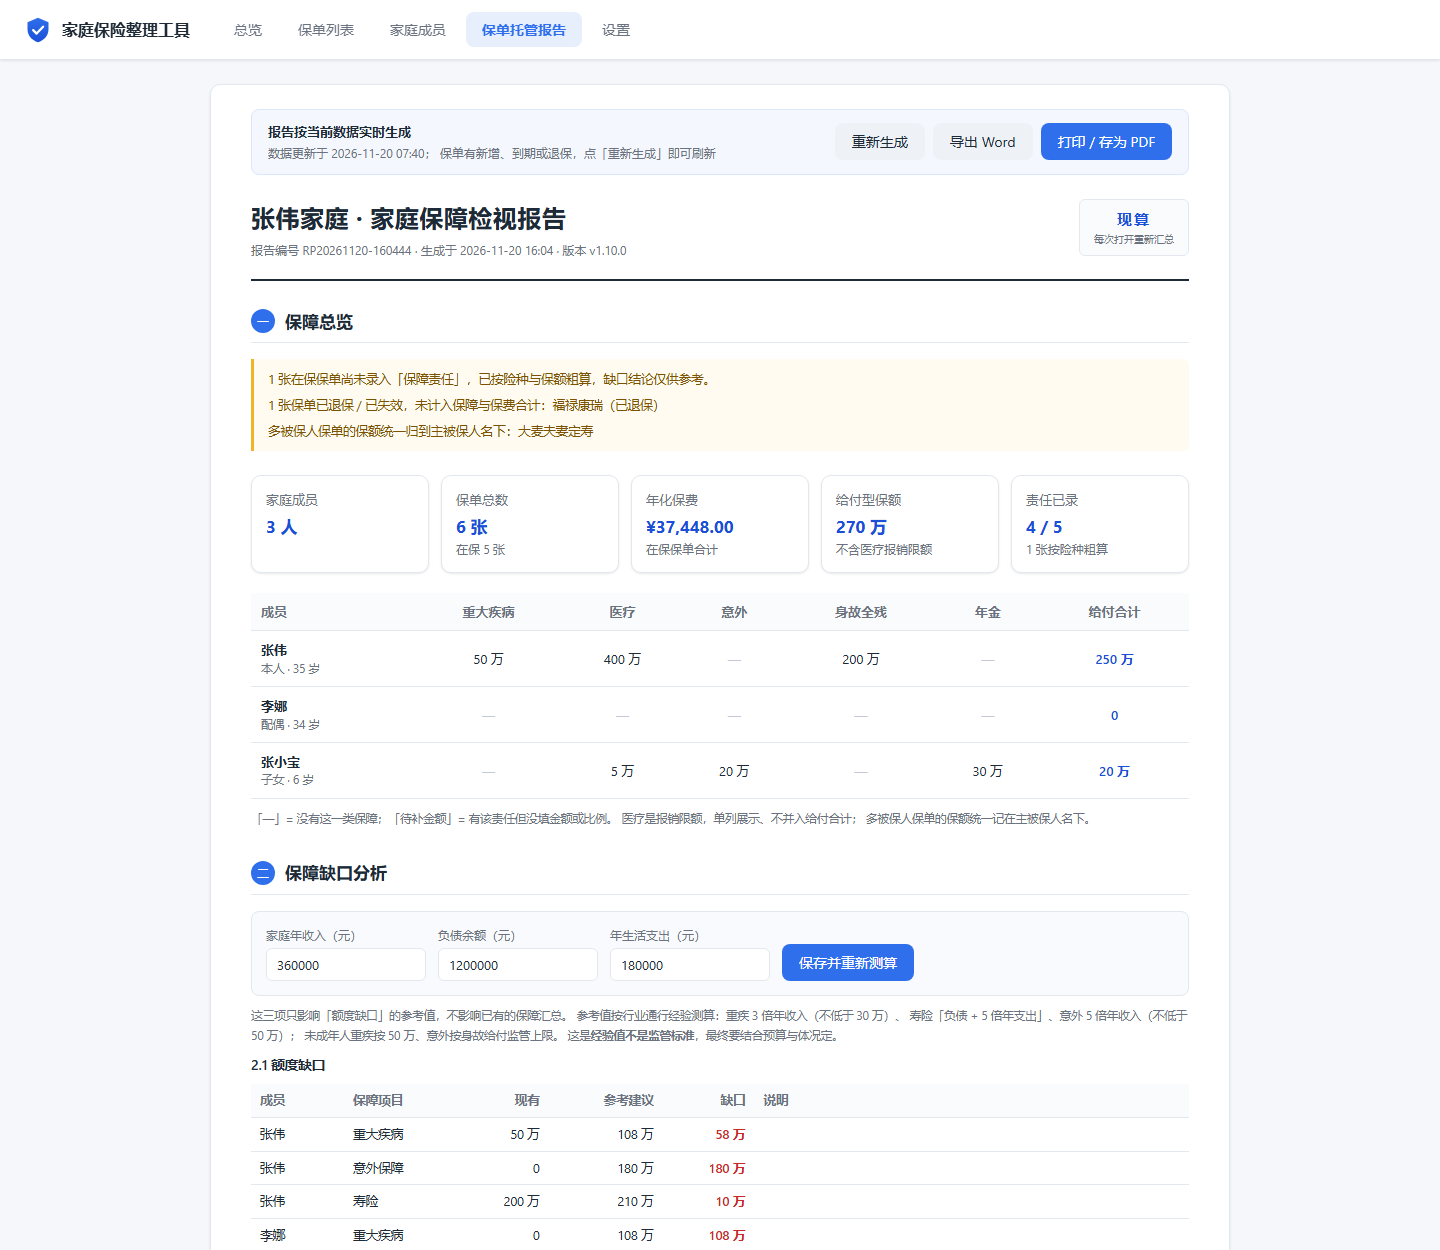 家庭保险整理工具
总览
保单列表
家庭成员
保单托管报告
设置
报告按当前数据实时生成
数据更新于 2026-11-20 07:40； 保单有新增、到期或退保，点「重新生成」即可刷新
重新生成
导出 Word
打印 / 存为 PDF
张伟家庭 · 家庭保障检视报告
报告编号 RP20261120-160444 · 生成于 2026-11-20 16:04 · 版本 v1.10.0
现算
每次打开重新汇总
一 保障总览
1 张在保保单尚未录入「保障责任」，已按险种与保额粗算，缺口结论仅供参考。
1 张保单已退保 / 已失效，未计入保障与保费合计：福禄康瑞（已退保）
多被保人保单的保额统一归到主被保人名下：大麦夫妻定寿
家庭成员
3 人
保单总数
6 张
在保 5 张
年化保费
¥37,448.00
在保保单合计
给付型保额
270 万
不含医疗报销限额
责任已录
4 / 5
1 张按险种粗算
成员 重大疾病 医疗 意外 身故全残 年金 给付合计
张伟
本人 · 35 岁
50 万 400 万 — 200 万 — 250 万
李娜
配偶 · 34 岁
— — — — — 0
张小宝
子女 · 6 岁
— 5 万 20 万 — 30 万 20 万
「—」= 没有这一类保障；「待补金额」= 有该责任但没填金额或比例。 医疗是报销限额，单列展示、不并入给付合计； 多被保人保单的保额统一记在主被保人名下。
二 保障缺口分析
家庭年收入（元）
360000
负债余额（元）
1200000
年生活支出（元）
180000
保存并重新测算
这三项只影响「额度缺口」的参考值，不影响已有的保障汇总。 参考值按行业通行经验测算：重疾 3 倍年收入（不低于 30 万）、 寿险「负债 + 5 倍年支出」、意外 5 倍年收入（不低于
50 万）； 未成年人重疾按 50 万、意外按身故给付监管上限。 这是经验值不是监管标准，最终要结合预算与体况定。
2.1 额度缺口
成员 保障项目 现有 参考建议 缺口 说明
张伟 重大疾病 50 万 108 万 58 万
张伟 意外保障 0 180 万 180 万
张伟 寿险 200 万 210 万 10 万
李娜 重大疾病 0 108 万 108 万